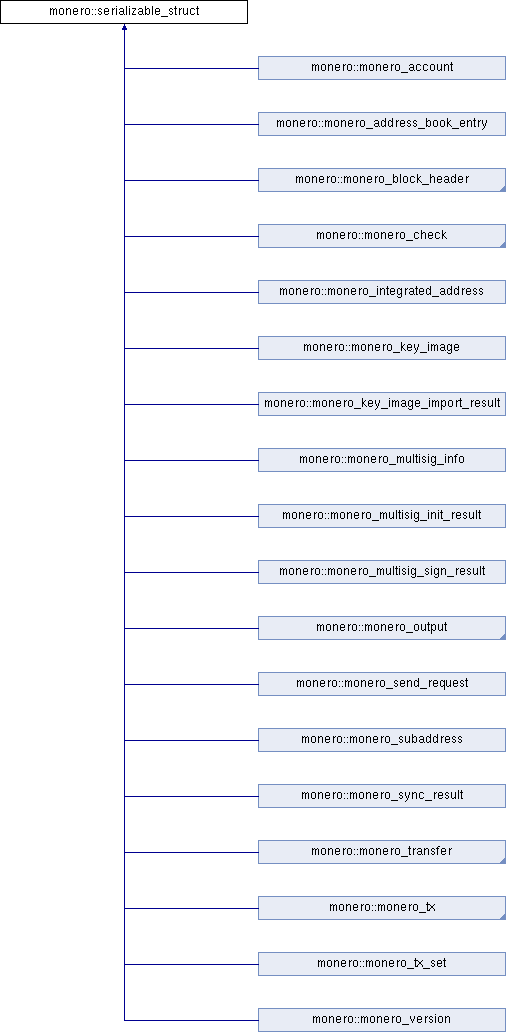 monero::serializable_struct
monero::monero_account
monero::monero_address_book_entry
monero::monero_block_header
monero::monero_check
monero::monero_integrated_address
monero::monero_key_image
monero::monero_key_image_import_result
monero::monero_multisig_info
monero::monero_multisig_init_result
monero::monero_multisig_sign_result
monero::monero_output
monero::monero_send_request
monero::monero_subaddress
monero::monero_sync_result
monero::monero_transfer
monero::monero_tx
monero::monero_tx_set
monero::monero_version